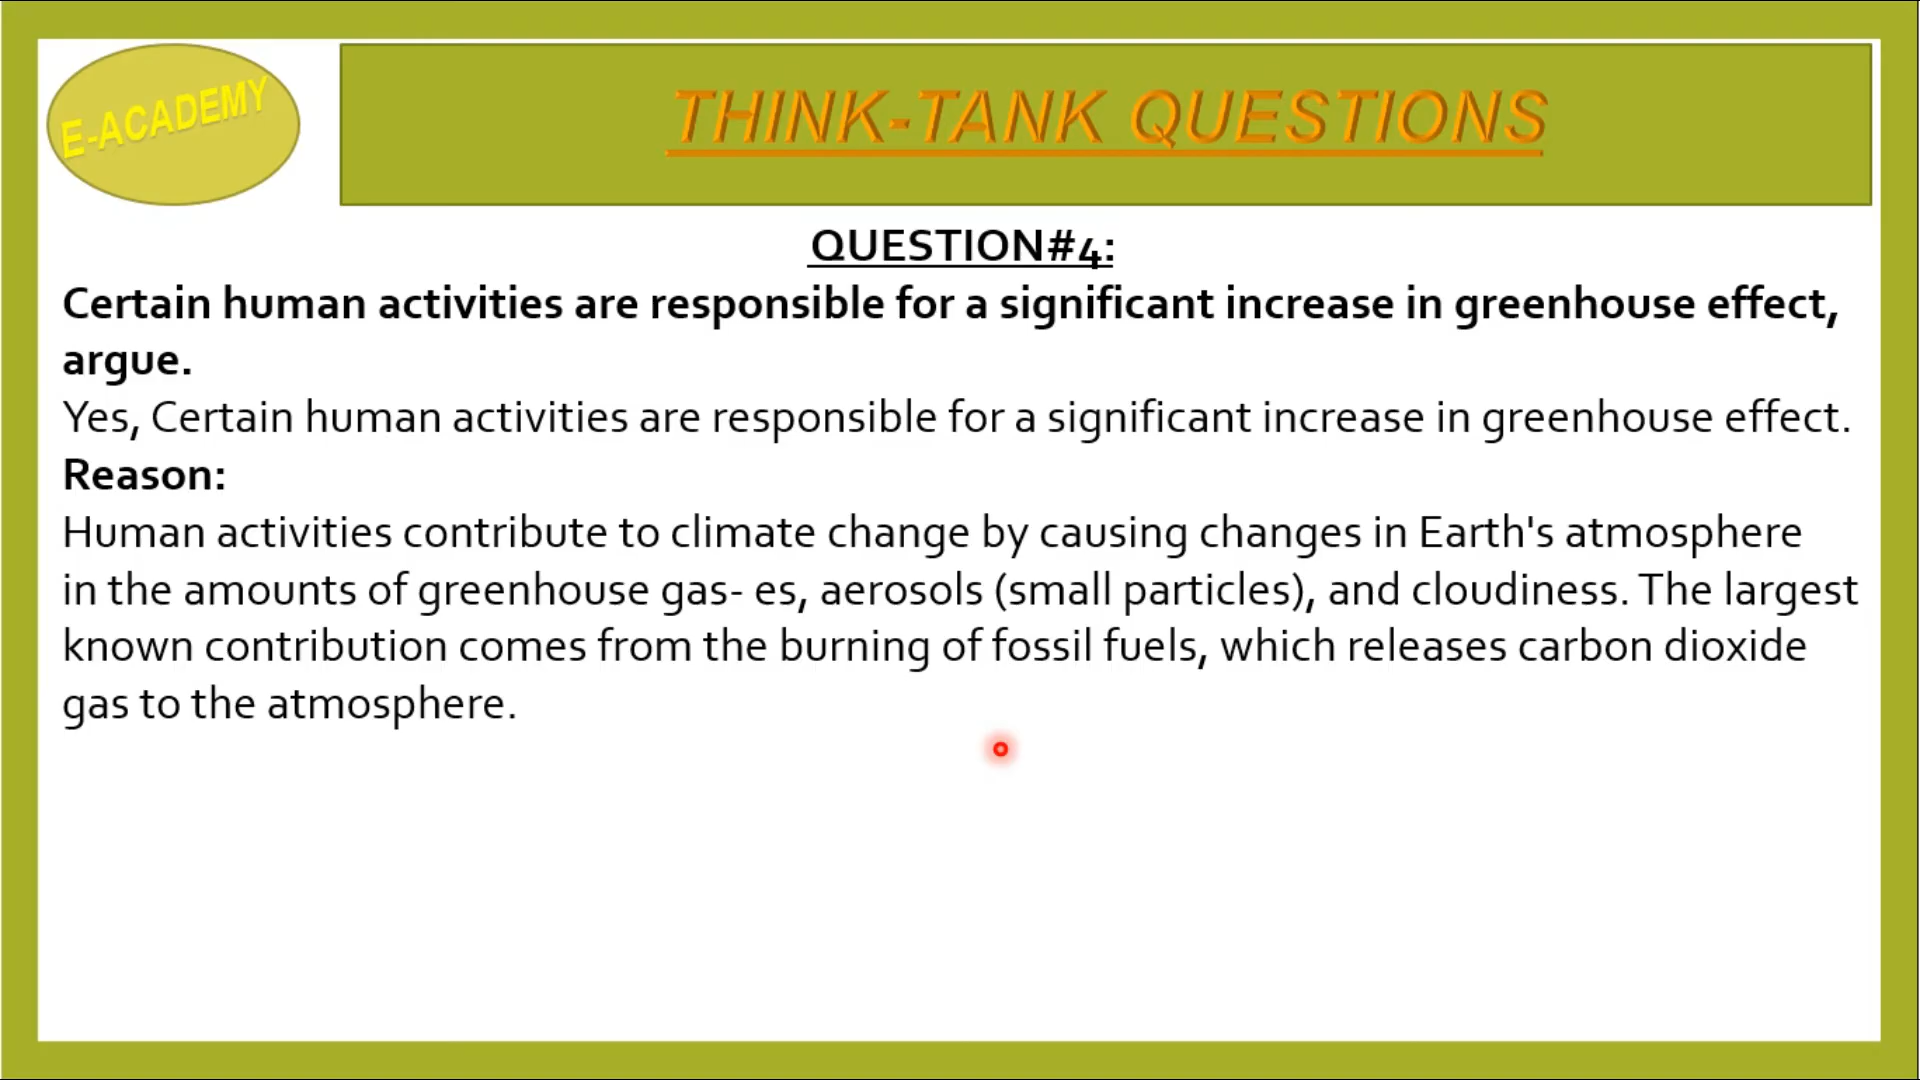 E-ACADEMY
THINK-TANK QUESTIONS
QUESTION#4:
Certain human activities are responsible for a significant increase in greenhouse effect,
argue.
Yes, Certain human activities are responsible for a significant increase in greenhouse effect.
Reason:
Human activities contribute to climate change by causing changes in Earth's atmosphere
in the amounts of greenhouse gas- es, aerosols (small particles), and cloudiness. The largest
known contribution comes from the burning of fossil fuels, which releases carbon dioxide
gas to the atmosphere.